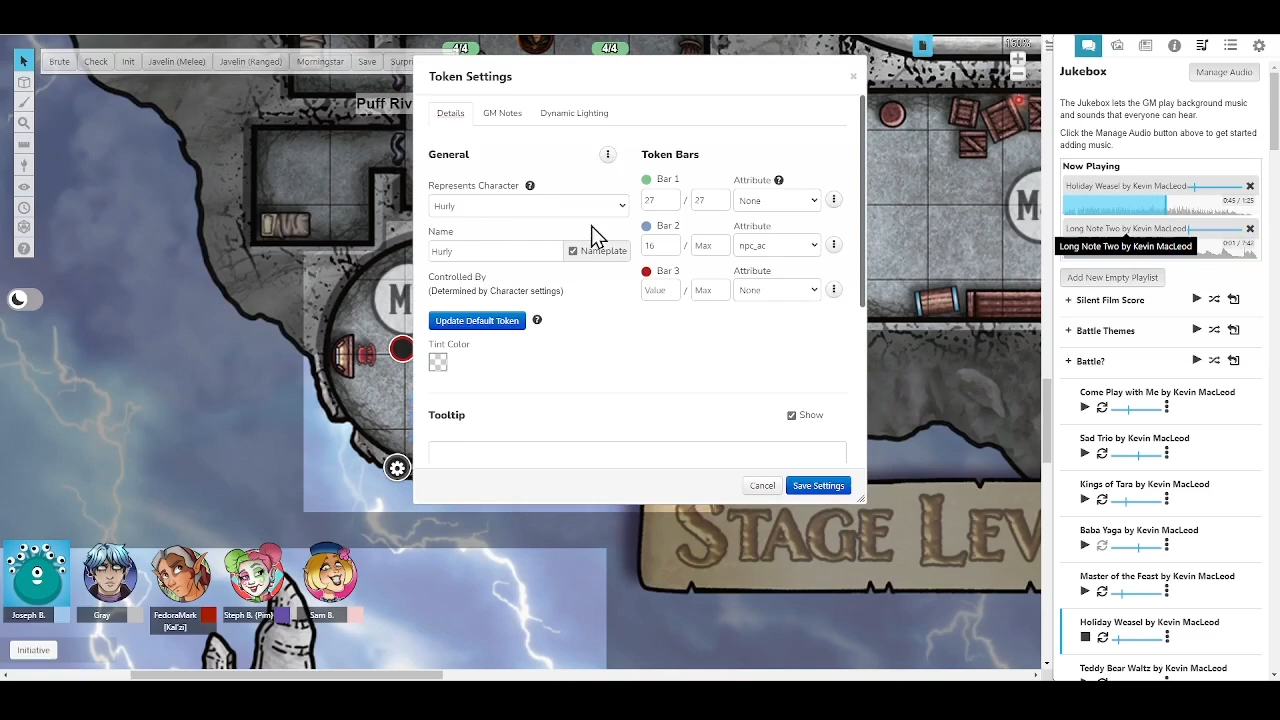 4/4
4/4
160%
Brute
Check
Init
Javelin (Melee)
Javelin (Ranged)
Morningstar
Save
Surpri
Puff Riv
Token Settings
Details
GM Notes
Dynamic Lighting
General
Represents Character
Hurly
Name
Hurly
Nameplate
Controlled By
(Determined by Character settings)
Update Default Token
Tint Color
Token Bars
Bar 1
Attribute
27 / 27
None
Bar 2
Attribute
16 / Max
npc_ac
Bar 3
Attribute
Value / Max
None
Tooltip
Show
Cancel
Save Settings
STAGE LEV
M
M
Joseph B.
Gray
FedoraMark
[Kal'zi]
Steph B. (Pim)
Sam B.
Initiative
Jukebox
Manage Audio
The Jukebox lets the GM play background music
and sounds that everyone can hear.
Click the Manage Audio button above to get started
adding music.
Now Playing
Holiday Weasel by Kevin MacLeod
0:45 / 1:25
Long Note Two by Kevin MacLeod
Long Note Two by Kevin MacLeod
0:01 / 7:42
Add New Empty Playlist
+ Silent Film Score
+ Battle Themes
+ Battle?
Come Play with Me by Kevin MacLeod
Sad Trio by Kevin MacLeod
Kings of Tara by Kevin MacLeod
Baba Yaga by Kevin MacLeod
Master of the Feast by Kevin MacLeod
Holiday Weasel by Kevin MacLeod
Teddy Bear Waltz by Kevin MacLeod